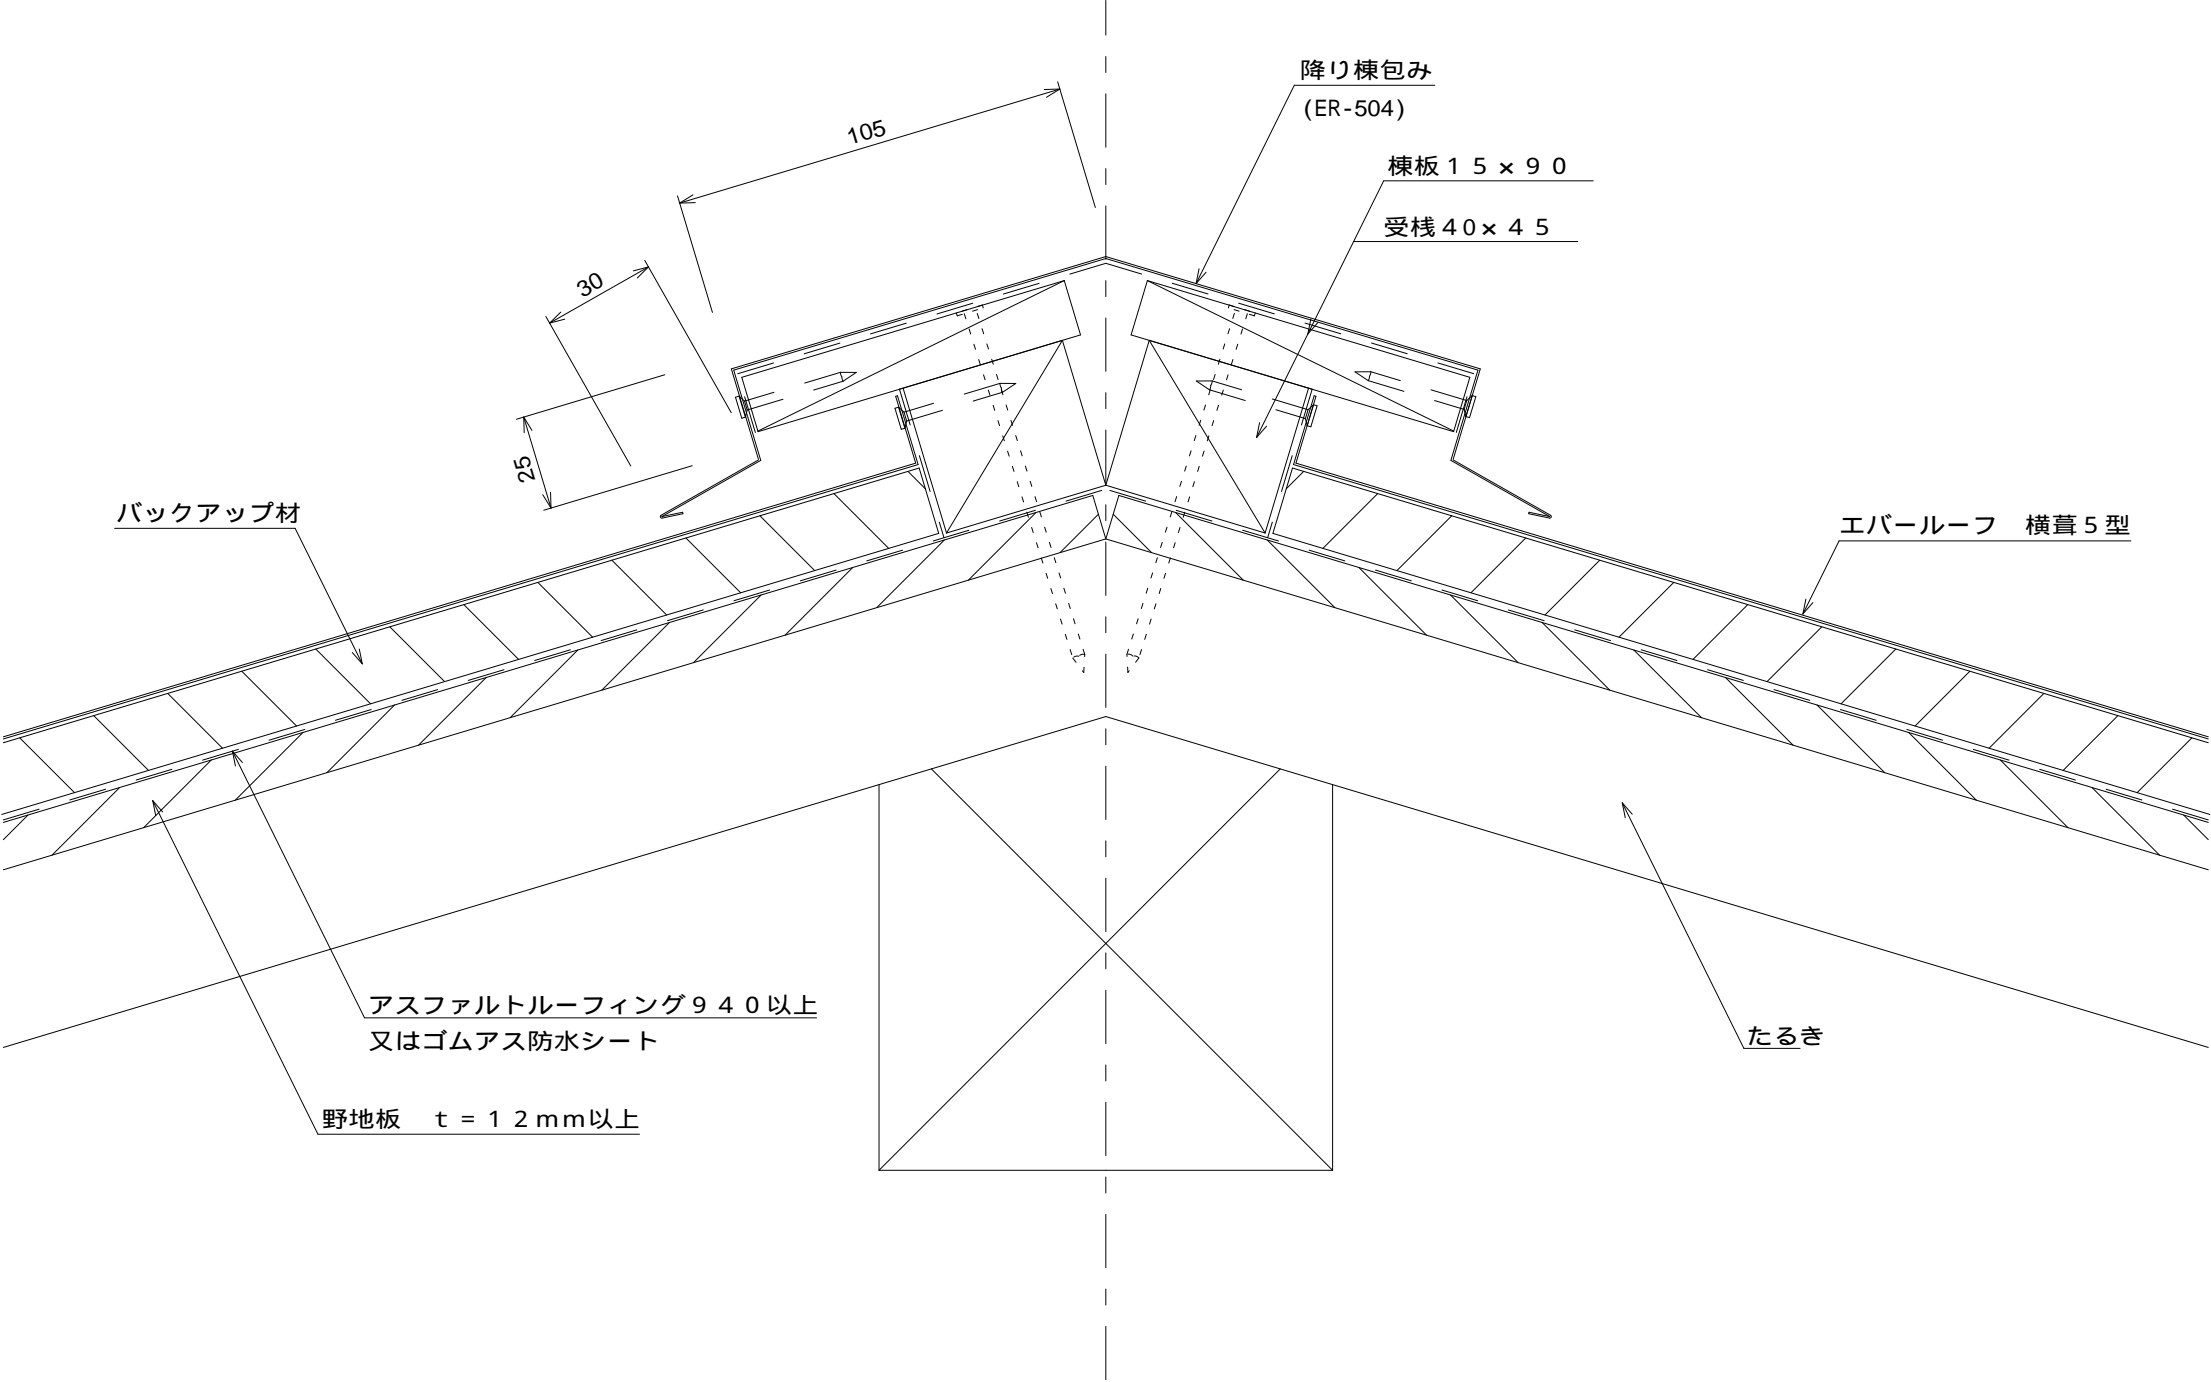 降り棟包み
(ER-504)
105
棟板１５×９０
受桟４０×４５
30
25
バックアップ材
エバールーフ　横葺５型
アスファルトルーフィング９４０以上
又はゴムアス防水シート
たるき
野地板　ｔ＝１２ｍｍ以上